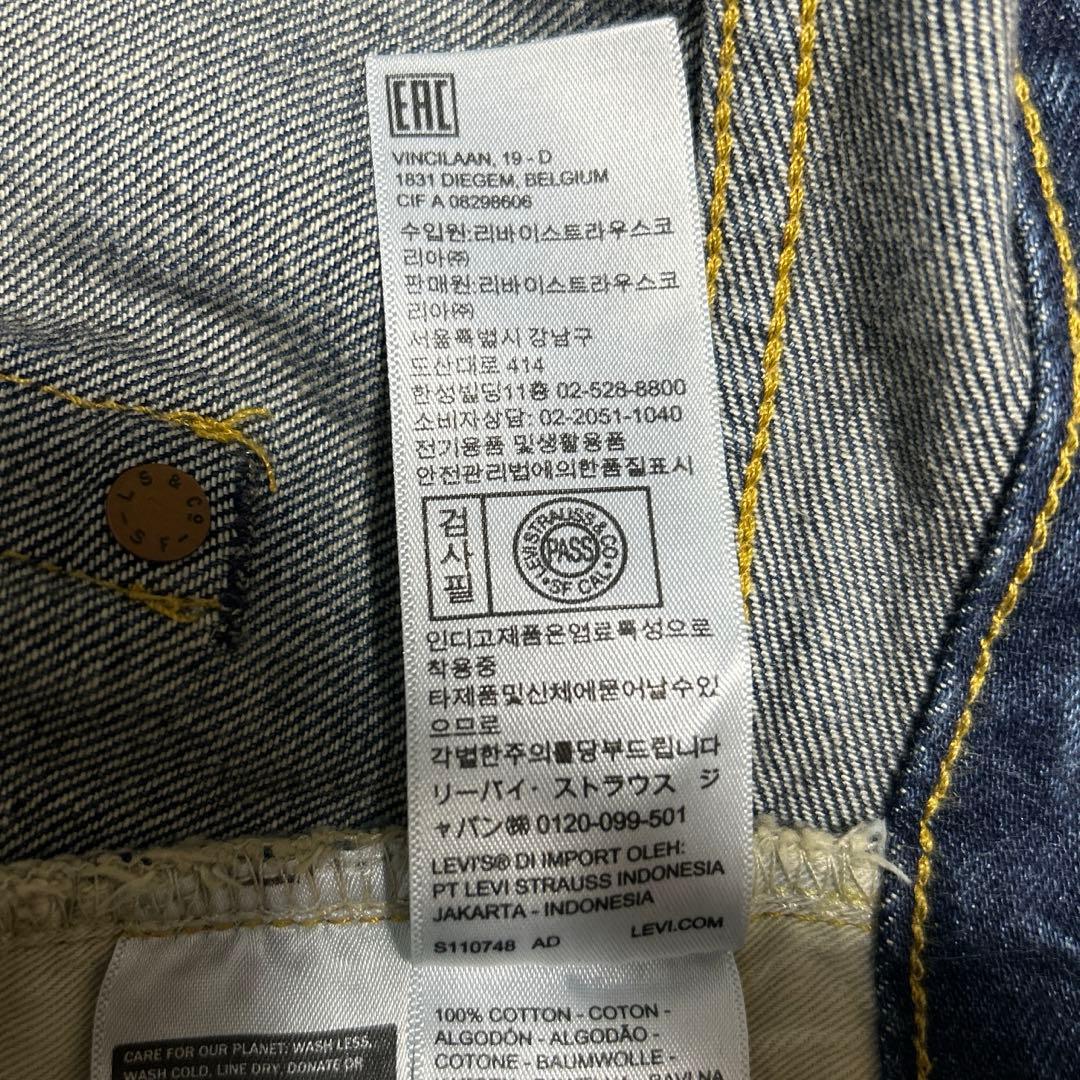 EAC
VINCILAAN, 19 - D
1831 DIEGEM, BELGIUM
CIF A 08298606
수입원:리바이스트라우스코
리아㈜
판매원:리바이스트라우스코
리아㈜
서울특별시 강남구
도산대로 414
한성빌딩11층 02-528-8800
소비자상담: 02-2051-1040
전기용품 및생활용품
안전관리법에의한품질표시
검사필
LEVI STRAUSS & CO
PASS
SF CAL
인디고제품은염료특성으로
착용중
타제품및신체에묻어날수있
으므로
각별한주의를당부드립니다
リーバイ・ストラウス ジ
ャパン㈱ 0120-099-501
LEVI'S® DI IMPORT OLEH:
PT LEVI STRAUSS INDONESIA
JAKARTA - INDONESIA
S110748 AD LEVI.COM
LS & CO
SF
CARE FOR OUR PLANET: WASH LESS,
WASH COLD, LINE DRY, DONATE OR
100% COTTON - COTON -
ALGODÓN - ALGODÃO -
COTONE - BAUMWOLLE -